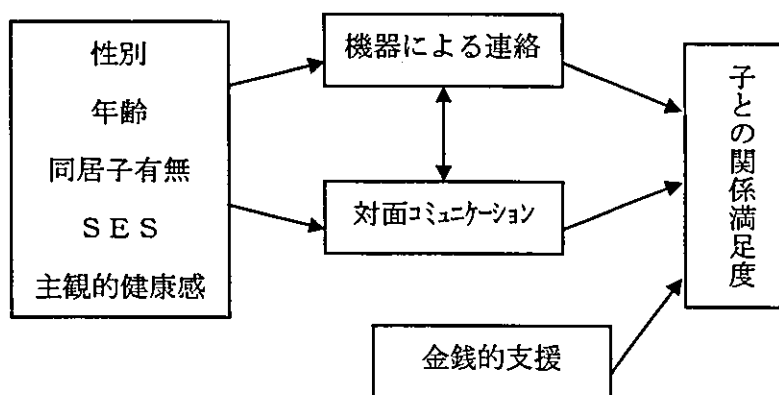 性別
年齢
同居子有無
ＳＥＳ
主観的健康感
機器による連絡
対面ｺﾐｭﾆｹｰｼｮﾝ
金銭的支援
子との関係満足度